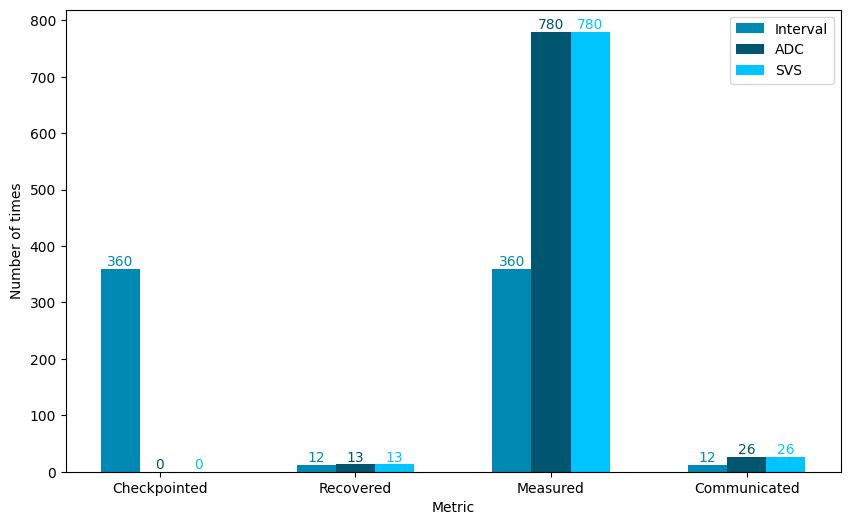 800
700
600
500
400
300
200
100
0
Number of times
360
0
0
12
13
13
360
780
780
12
26
26
Interval
ADC
SVS
Checkpointed
Recovered
Measured
Communicated
Metric